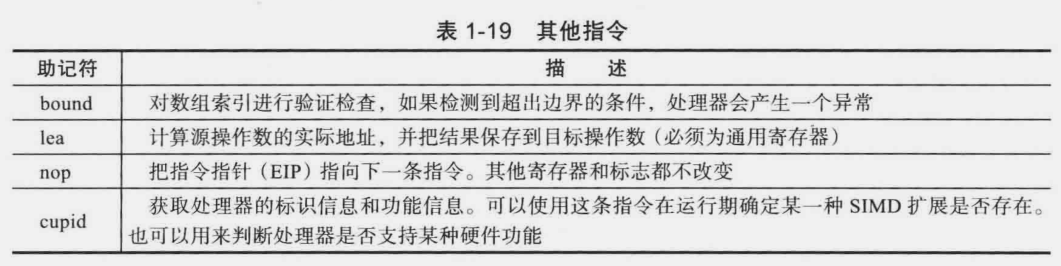 表 1-19 其他指令
助记符 描 述
bound 对数组索引进行验证检查，如果检测到超出边界的条件，处理器会产生一个异常
lea 计算源操作数的实际地址，并把结果保存到目标操作数（必须为通用寄存器）
nop 把指令指针（EIP）指向下一条指令。其他寄存器和标志都不改变
cupid 获取处理器的标识信息和功能信息。可以使用这条指令在运行期确定某一种 SIMD 扩展是否存在。
也可以用来判断处理器是否支持某种硬件功能